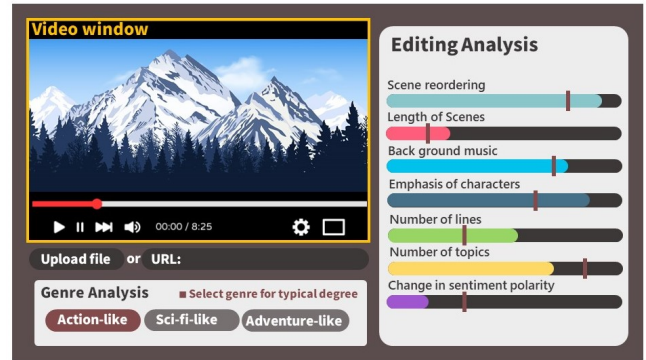 Video window
00:00 / 8:25
Upload file or URL:
Genre Analysis
Select genre for typical degree
Action-like
Sci-fi-like
Adventure-like
Editing Analysis
Scene reordering
Length of Scenes
Back ground music
Emphasis of characters
Number of lines
Number of topics
Change in sentiment polarity